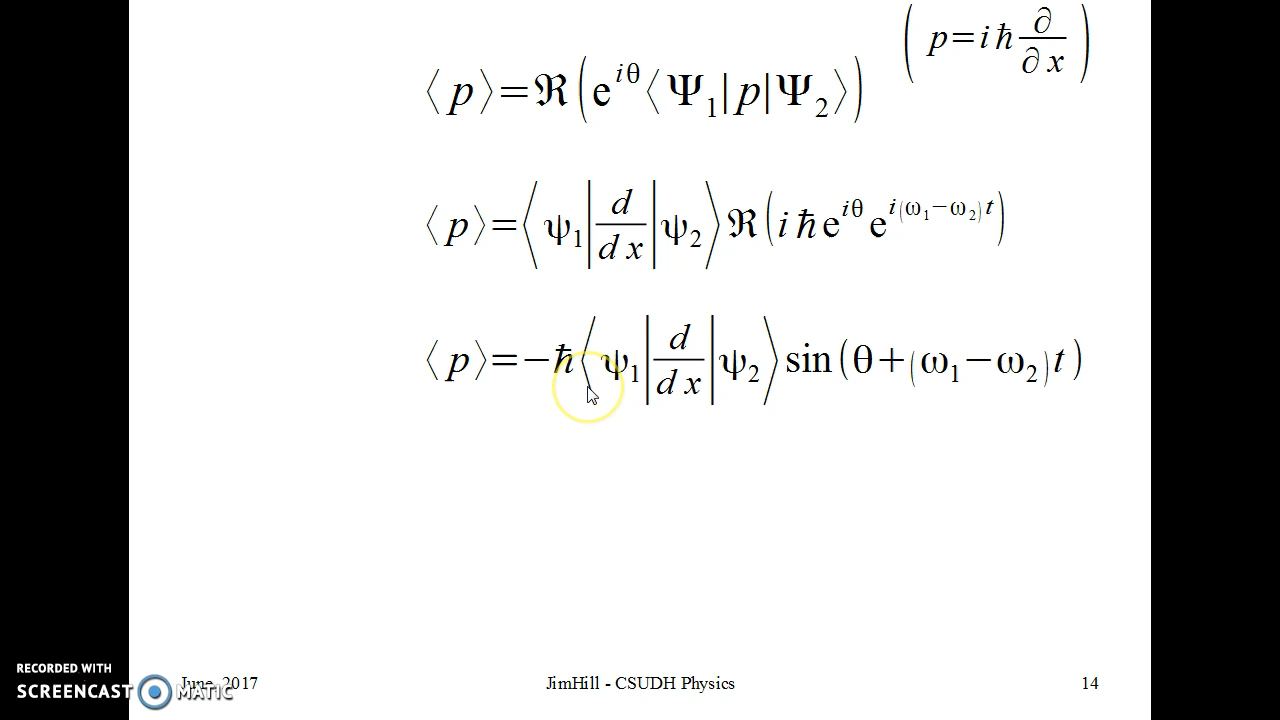 ( p = iħ ∂/∂x )
⟨ p ⟩ = ℜ( e^{iθ} ⟨ Ψ₁ | p | Ψ₂ ⟩ )
⟨ p ⟩ = ⟨ ψ₁ | d/dx | ψ₂ ⟩ ℜ( i ħ e^{iθ} e^{i(ω₁−ω₂)t} )
⟨ p ⟩ = −ħ ⟨ ψ₁ | d/dx | ψ₂ ⟩ sin( θ + (ω₁−ω₂) t )
RECORDED WITH
SCREENCAST MATIC
June, 2017
JimHill - CSUDH Physics
14